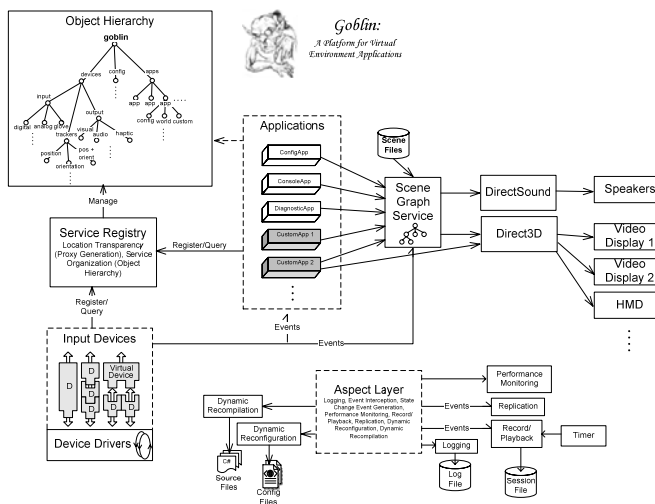 Object Hierarchy
goblin
devices
config
apps
input
output
app
app
app
.....
digital
analog
glove
trackers
visual
audio
haptic
config
world
custom
position
pos +
orient
orientation
Goblin:
A Platform for Virtual
Environment Applications
Manage
Service Registry
Location Transparency
(Proxy Generation), Service
Organization (Object
Hierarchy)
Register/Query
Register/
Query
Applications
ConfigApp
ConsoleApp
DiagnosticApp
CustomApp 1
CustomApp 2
Events
Events
Scene
Files
Scene
Graph
Service
DirectSound
Direct3D
Speakers
Video
Display 1
Video
Display 2
HMD
Input Devices
D
D
D
D
Virtual
Device
D
D
Device Drivers
Dynamic
Recompilation
Dynamic
Reconfiguration
C#
Source
Files
Config
Files
Aspect Layer
Logging, Event Interception, State
Change Event Generation,
Performance Monitoring, Record/
Playback, Replication, Dynamic
Reconfiguration, Dynamic
Recompilation
Performance
Monitoring
Events
Replication
Events
Record/
Playback
Timer
Logging
Log
File
Session
File